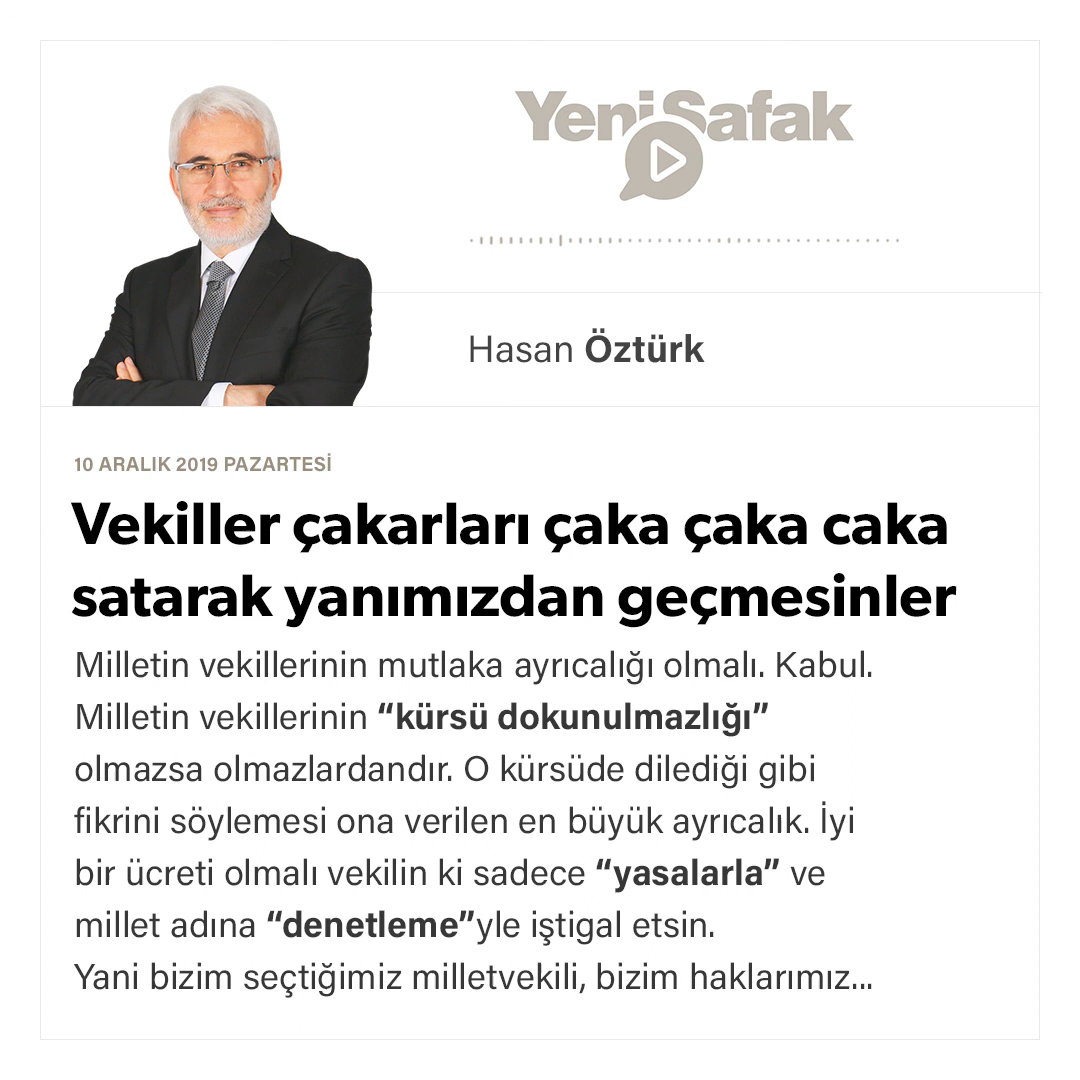 Yeni Safak
Hasan Öztürk
10 ARALIK 2019 PAZARTESİ
Vekiller çakarları çaka çaka caka
satarak yanımızdan geçmesinler
Milletin vekillerinin mutlaka ayrıcalığı olmalı. Kabul.
Milletin vekillerinin “kürsü dokunulmazlığı”
olmazsa olmazlardandır. O kürsüde dilediği gibi
fikrini söylemesi ona verilen en büyük ayrıcalık. İyi
bir ücreti olmalı vekilin ki sadece “yasalarla” ve
millet adına “denetleme”yle iştigal etsin.
Yani bizim seçtiğimiz milletvekili, bizim haklarımız...